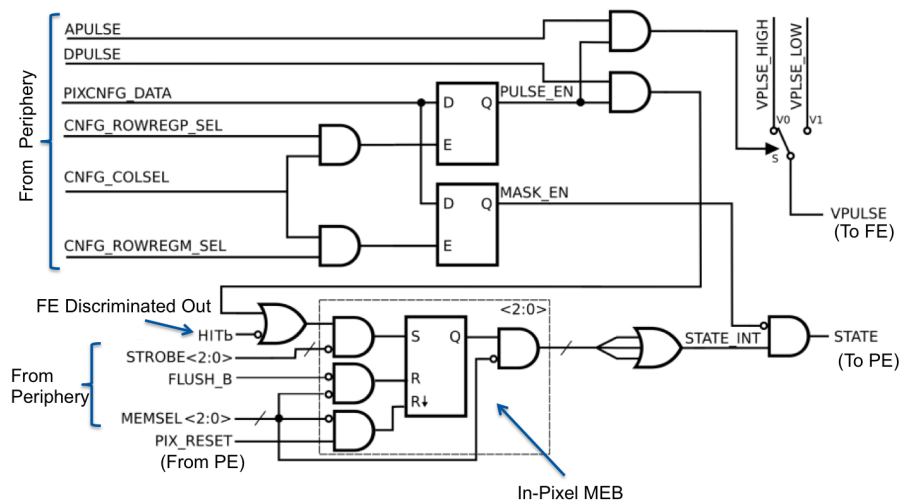 From Periphery
APULSE
DPULSE
PIXCNFG_DATA
CNFG_ROWREGP_SEL
CNFG_COLSEL
CNFG_ROWREGM_SEL
D Q
E
PULSE_EN
D Q
E
MASK_EN
VPLSE_HIGH
VPLSE_LOW
V0 V1
S
VPULSE
(To FE)
FE Discriminated Out
HITb
From
Periphery
STROBE<2:0>
FLUSH_B
MEMSEL<2:0>
PIX_RESET
(From PE)
<2:0>
S Q
R
R↓
STATE_INT
STATE
(To PE)
In-Pixel MEB